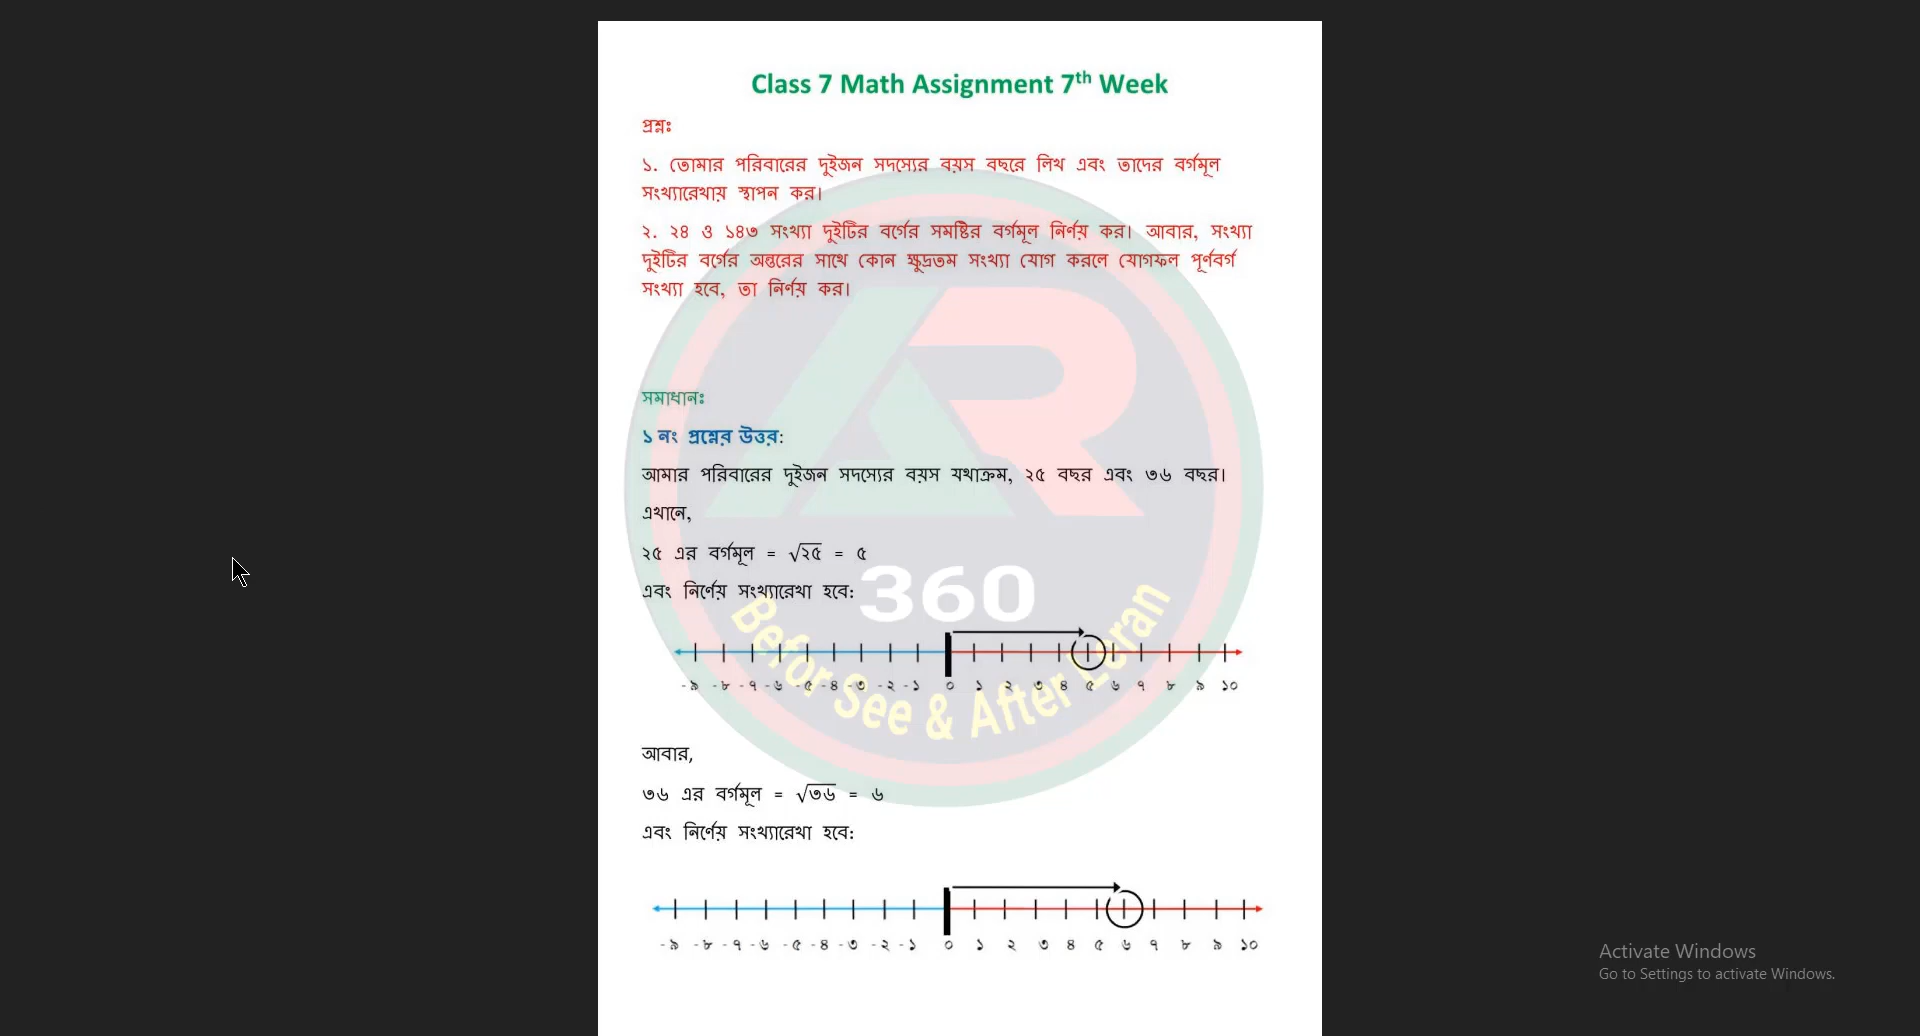 Class 7 Math Assignment 7th Week
প্রশ্নঃ
১. তোমার পরিবারের দুইজন সদস্যের বয়স বছরে লিখ এবং তাদের বর্গমূল
সংখ্যারেখায় স্থাপন কর।
২. ২৪ ও ১৪৩ সংখ্যা দুইটির বর্গের সমষ্টির বর্গমূল নির্ণয় কর। আবার, সংখ্যা
দুইটির বর্গের অন্তরের সাথে কোন ক্ষুদ্রতম সংখ্যা যোগ করলে যোগফল পূর্ণবর্গ
সংখ্যা হবে, তা নির্ণয় কর।
সমাধানঃ
১ নং প্রশ্নের উত্তর:
আমার পরিবারের দুইজন সদস্যের বয়স যথাক্রম, ২৫ বছর এবং ৩৬ বছর।
এখানে,
২৫ এর বর্গমূল = √২৫ = ৫
এবং নির্ণেয় সংখ্যারেখা হবে:
360
Befor See & After Leran
-৯ -৮ -৭ -৬ -৫ -৪ -৩ -২ -১ ০ ১ ২ ৩ ৪ ৫ ৬ ৭ ৮ ৯ ১০
আবার,
৩৬ এর বর্গমূল = √৩৬ = ৬
এবং নির্ণেয় সংখ্যারেখা হবে:
-৯ -৮ -৭ -৬ -৫ -৪ -৩ -২ -১ ০ ১ ২ ৩ ৪ ৫ ৬ ৭ ৮ ৯ ১০
Activate Windows
Go to Settings to activate Windows.